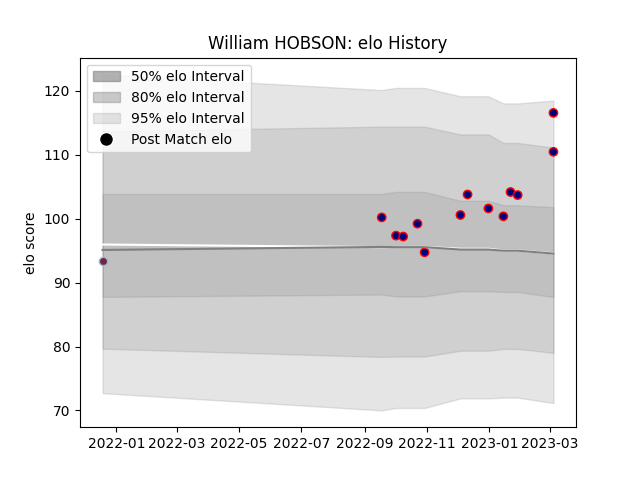 William HOBSON: elo History
50% elo Interval
80% elo Interval
95% elo Interval
Post Match elo
elo score
120
110
100
90
80
70
2022-01 2022-03 2022-05 2022-07 2022-09 2022-11 2023-01 2023-03